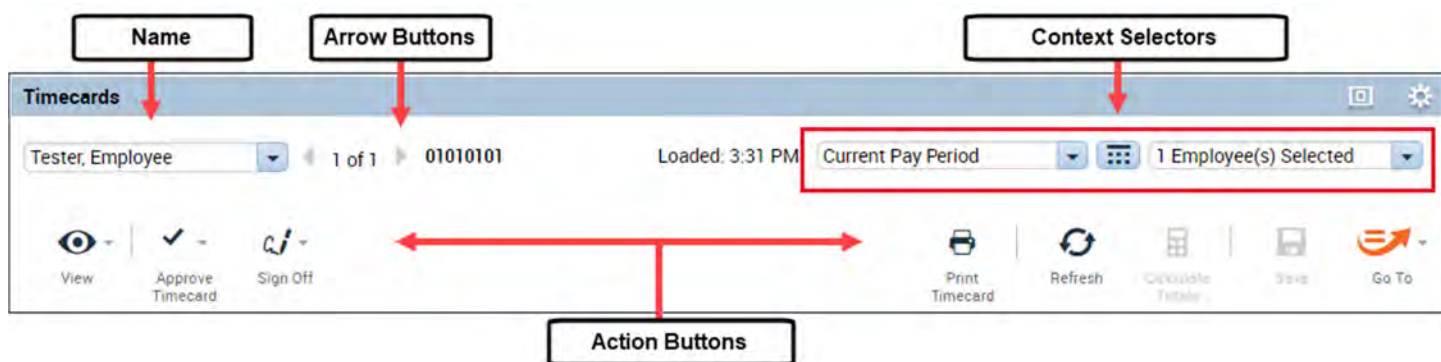 Name
Arrow Buttons
Context Selectors
Timecards
Tester, Employee
1 of 1
01010101
Loaded: 3:31 PM
Current Pay Period
1 Employee(s) Selected
View
Approve
Timecard
Sign Off
Print
Timecard
Refresh
Calculate
Totals
Save
Go To
Action Buttons